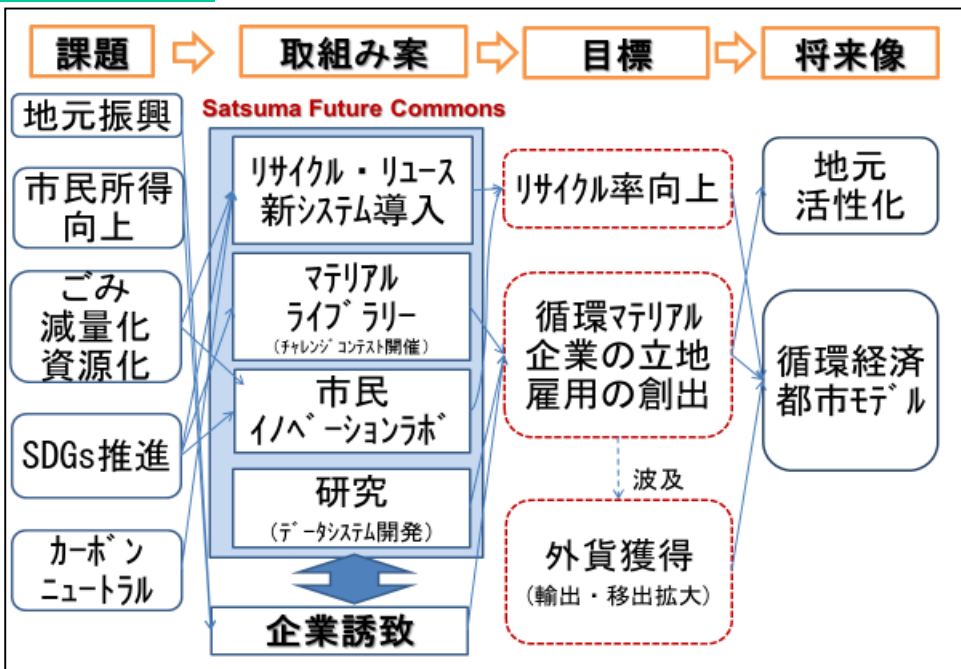 課題
取組み案
目標
将来像
地元振興
市民所得
向上
ごみ
減量化
資源化
SDGs推進
カーボン
ニュートラル
Satsuma Future Commons
リサイクル・リユース
新システム導入
マテリアル
ライブラリー
(チャレンジコンテスト開催)
市民
イノベーションラボ
研究
(データシステム開発)
企業誘致
リサイクル率向上
循環マテリアル
企業の立地
雇用の創出
波及
外貨獲得
(輸出・移出拡大)
地元
活性化
循環経済
都市モデル